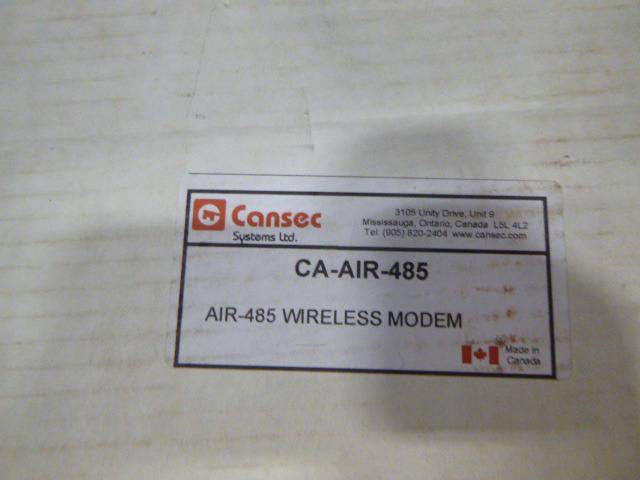 Cansec
Systems Ltd.
3105 Unity Drive, Unit 9
Mississauga, Ontario, Canada L5L 4L2
Tel: (905) 820-2404 www.cansec.com
CA-AIR-485
AIR-485 WIRELESS MODEM
Made in
Canada